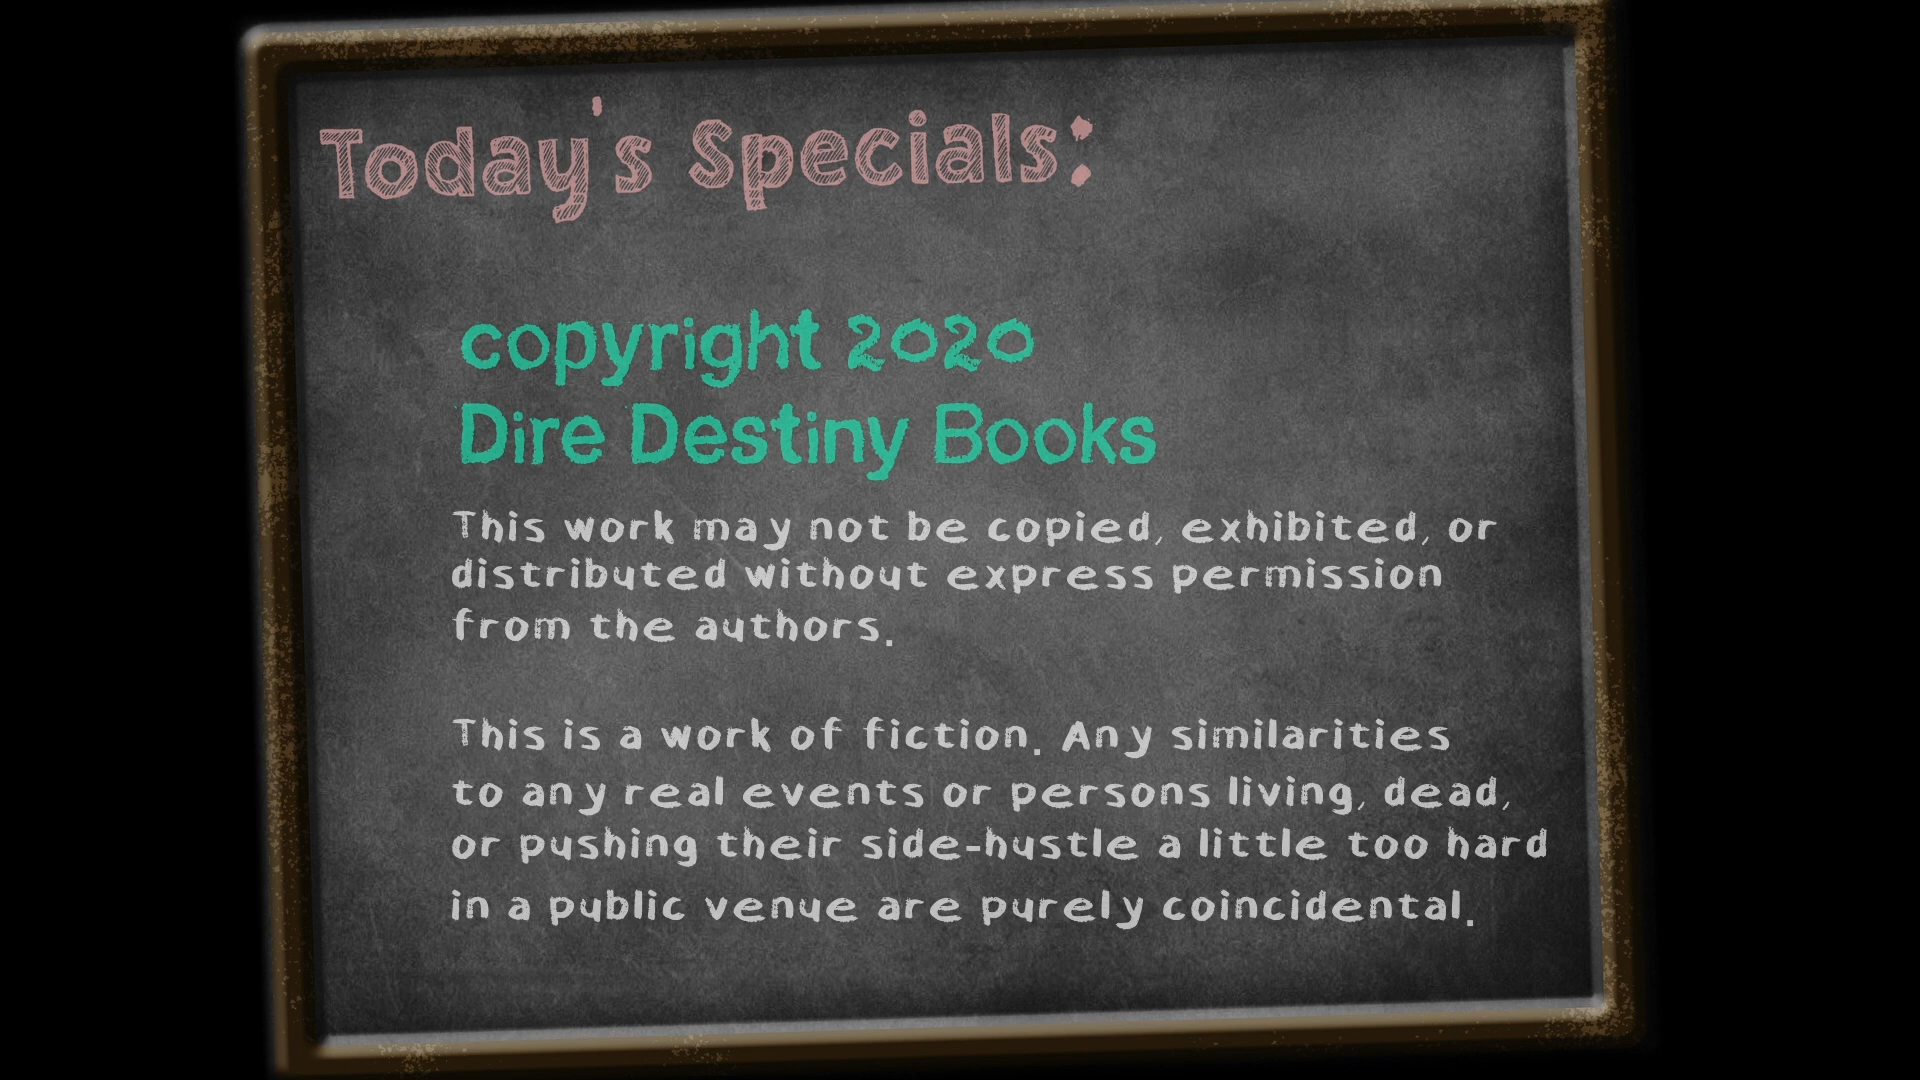 Today's Specials:
copyright 2020
Dire Destiny Books
This work may not be copied, exhibited, or
distributed without express permission
from the authors.
This is a work of fiction. Any similarities
to any real events or persons living, dead,
or pushing their side-hustle a little too hard
in a public venue are purely coincidental.